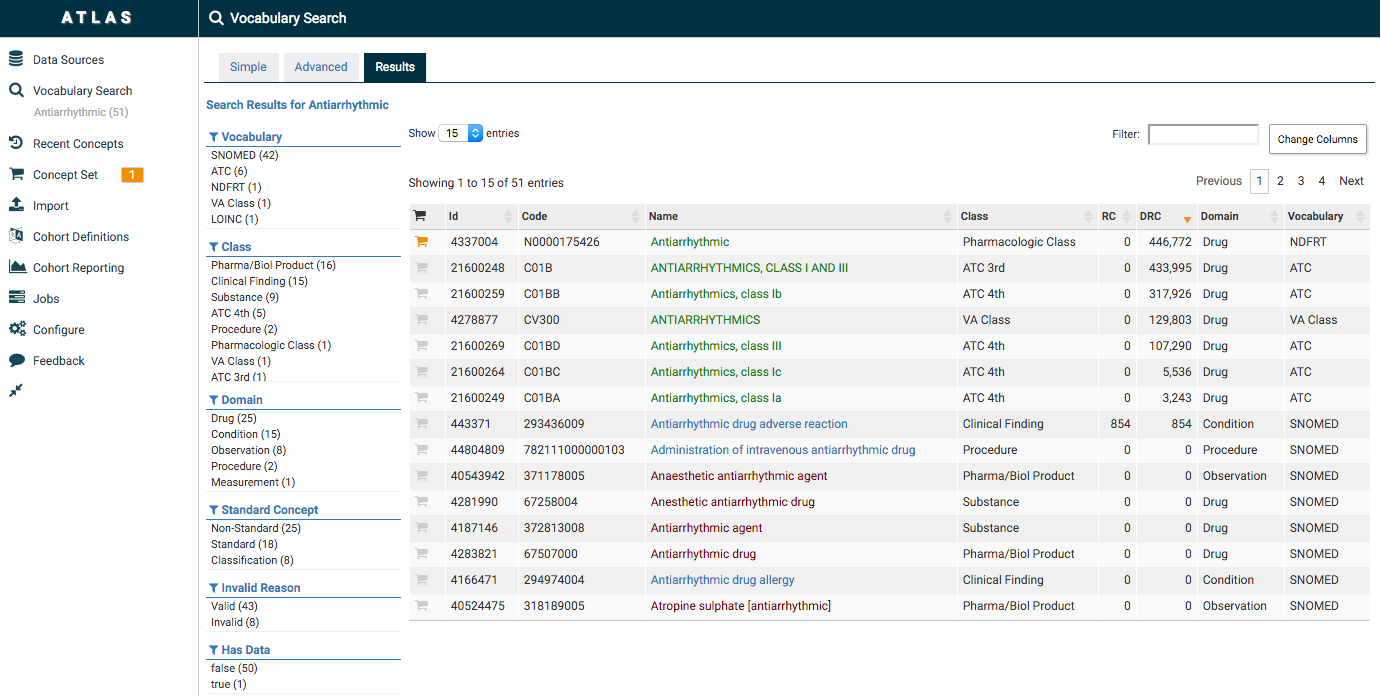 ATLAS
Vocabulary Search
Data Sources
Vocabulary Search
Antiarrhythmic (51)
Recent Concepts
Concept Set 1
Import
Cohort Definitions
Cohort Reporting
Jobs
Configure
Feedback
Simple Advanced Results
Search Results for Antiarrhythmic
Vocabulary
SNOMED (42)
ATC (6)
NDFRT (1)
VA Class (1)
LOINC (1)
Class
Pharma/Biol Product (16)
Clinical Finding (15)
Substance (9)
ATC 4th (5)
Procedure (2)
Pharmacologic Class (1)
VA Class (1)
ATC 3rd (1)
Domain
Drug (25)
Condition (15)
Observation (8)
Procedure (2)
Measurement (1)
Standard Concept
Non-Standard (25)
Standard (18)
Classification (8)
Invalid Reason
Valid (43)
Invalid (8)
Has Data
false (50)
true (1)
Show 15 entries
Filter: Change Columns
Showing 1 to 15 of 51 entries
Previous 1 2 3 4 Next
Id Code Name Class RC DRC Domain Vocabulary
4337004 N0000175426 Antiarrhythmic Pharmacologic Class 0 446,772 Drug NDFRT
21600248 C01B ANTIARRHYTHMICS, CLASS I AND III ATC 3rd 0 433,995 Drug ATC
21600259 C01BB Antiarrhythmics, class Ib ATC 4th 0 317,926 Drug ATC
4278877 CV300 ANTIARRHYTHMICS VA Class 0 129,803 Drug VA Class
21600269 C01BD Antiarrhythmics, class III ATC 4th 0 107,290 Drug ATC
21600264 C01BC Antiarrhythmics, class Ic ATC 4th 0 5,536 Drug ATC
21600249 C01BA Antiarrhythmics, class Ia ATC 4th 0 3,243 Drug ATC
443371 293436009 Antiarrhythmic drug adverse reaction Clinical Finding 854 854 Condition SNOMED
44804809 782111000000103 Administration of intravenous antiarrhythmic drug Procedure 0 0 Procedure SNOMED
40543942 371178005 Anaesthetic antiarrhythmic agent Pharma/Biol Product 0 0 Observation SNOMED
4281990 67258004 Anesthetic antiarrhythmic drug Substance 0 0 Drug SNOMED
4187146 372813008 Antiarrhythmic agent Substance 0 0 Drug SNOMED
4283821 67507000 Antiarrhythmic drug Pharma/Biol Product 0 0 Drug SNOMED
4166471 294974004 Antiarrhythmic drug allergy Clinical Finding 0 0 Condition SNOMED
40524475 318189005 Atropine sulphate [antiarrhythmic] Pharma/Biol Product 0 0 Observation SNOMED